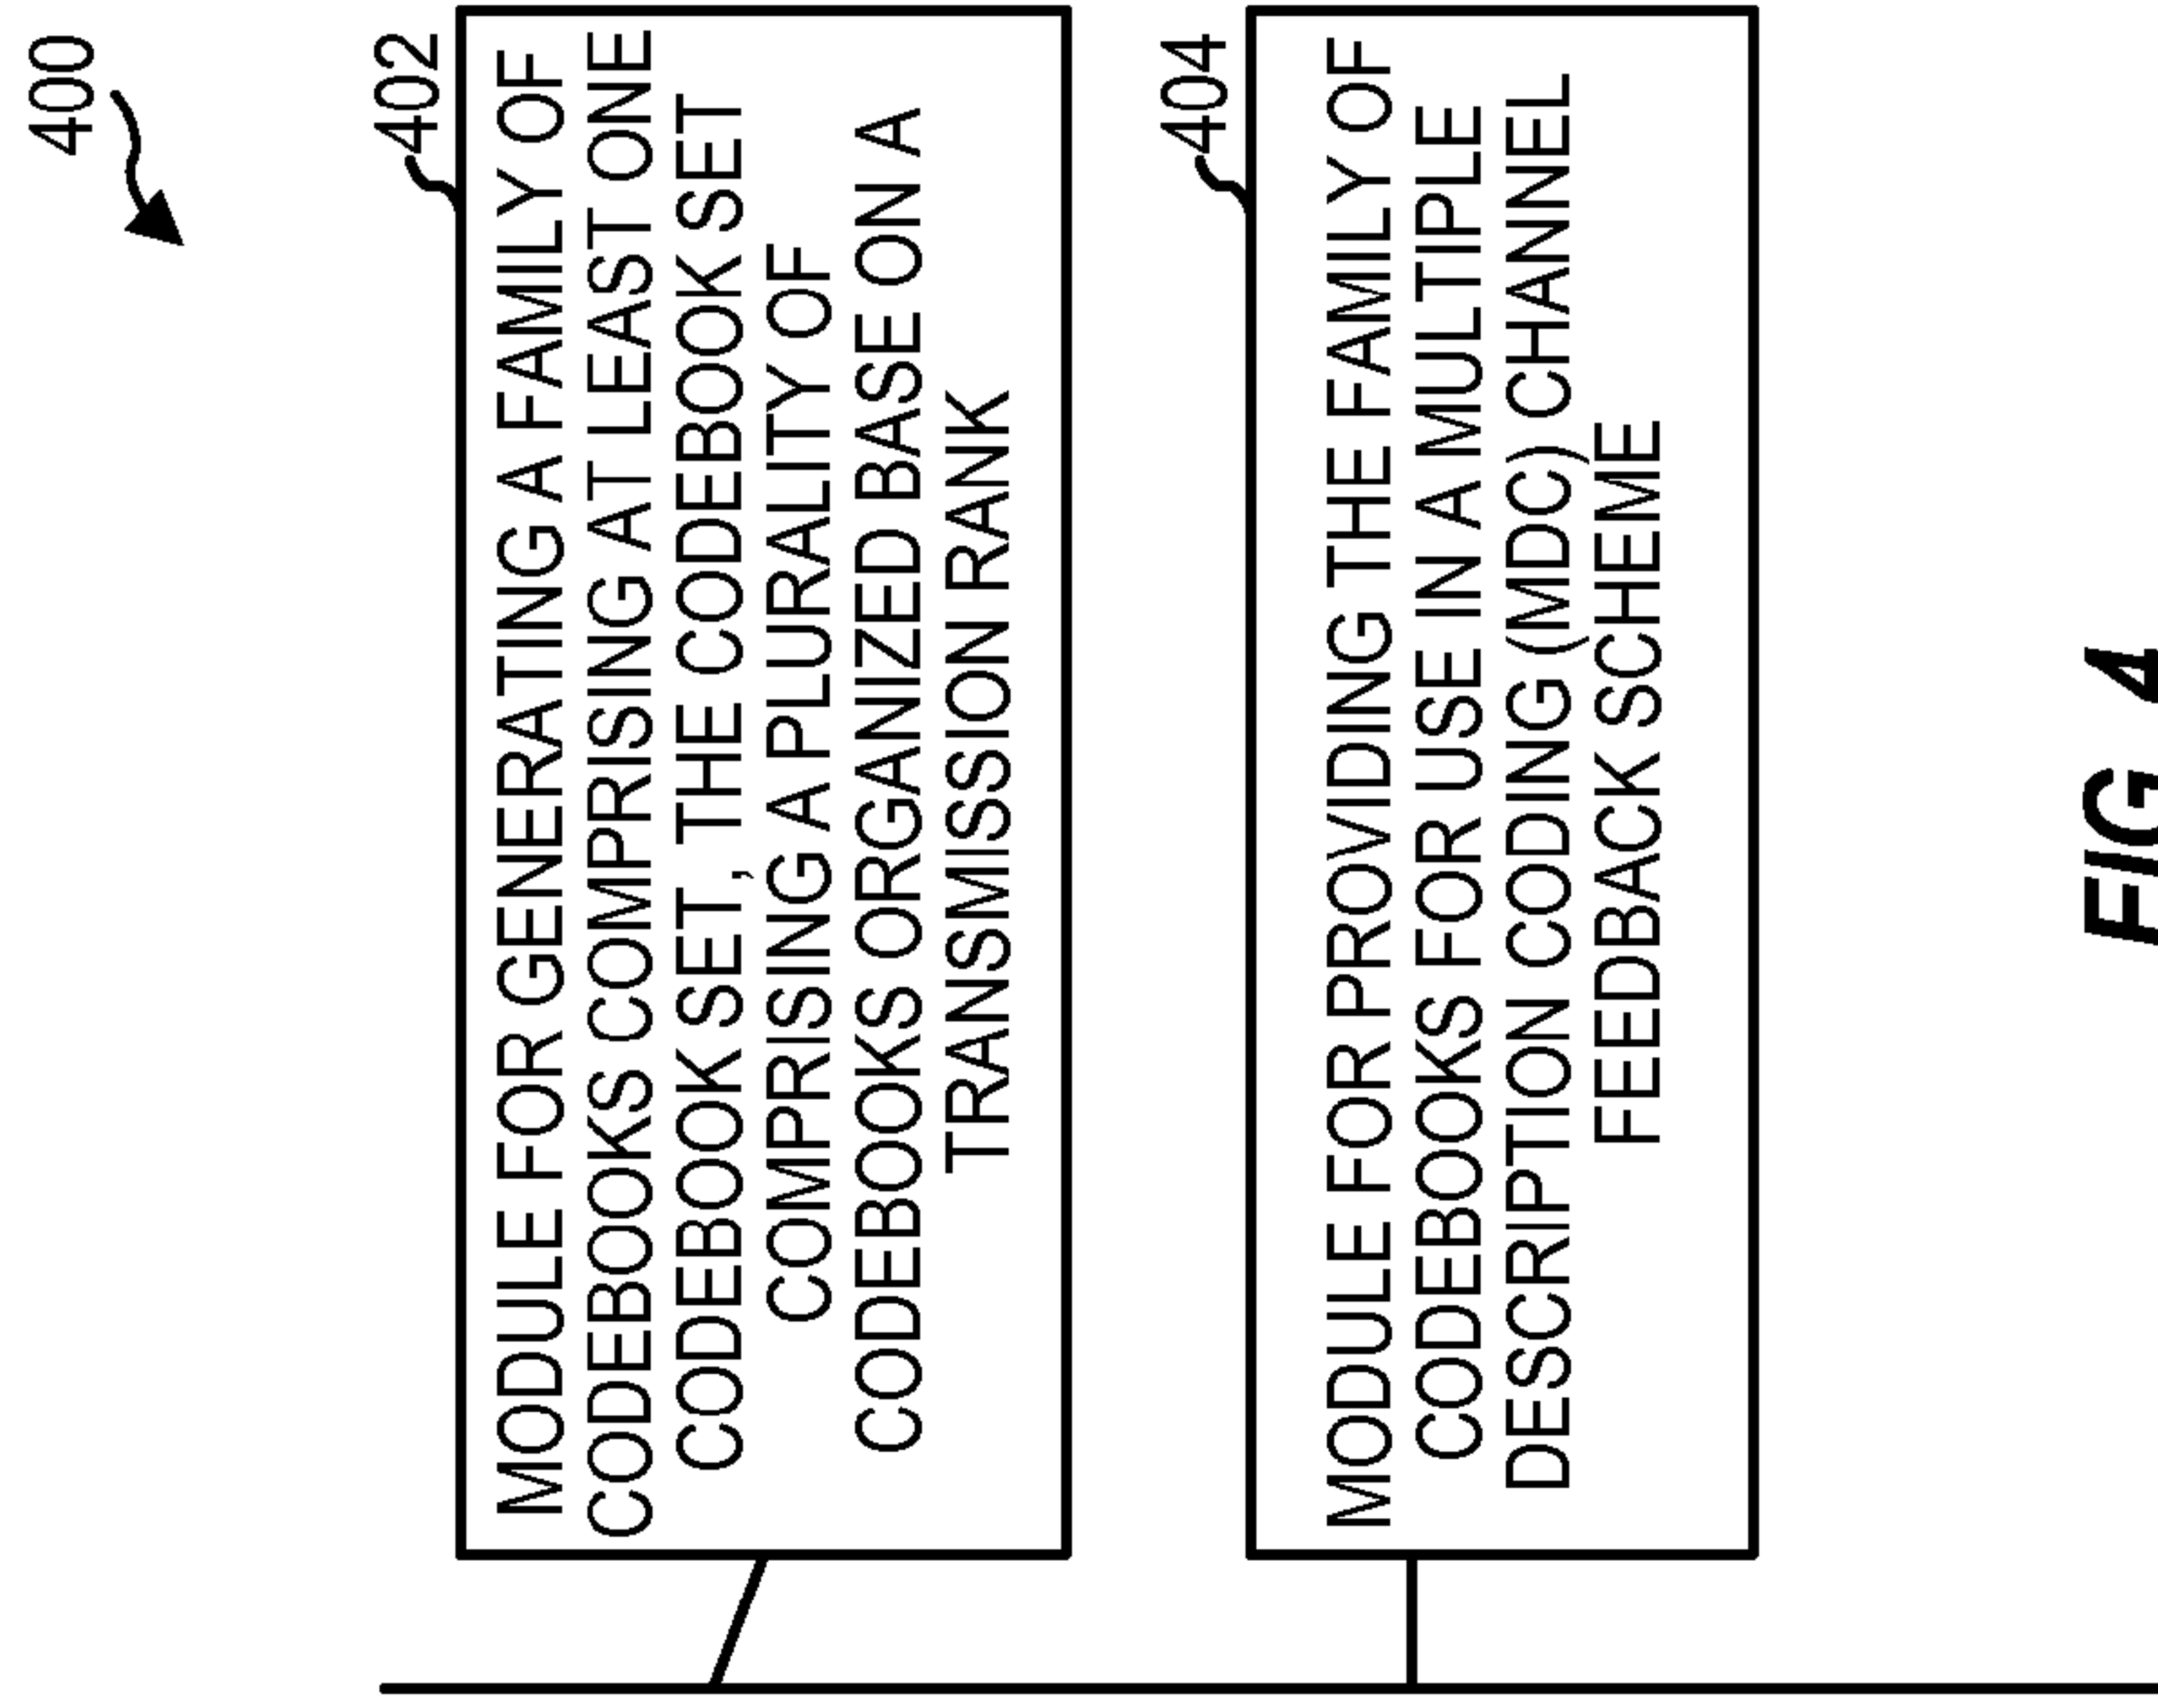 400
402
MODULE FOR GENERATING A FAMILY OF
CODEBOOKS COMPRISING AT LEAST ONE
CODEBOOK SET, THE CODEBOOK SET
COMPRISING A PLURALITY OF
CODEBOOKS ORGANIZED BASE ON A
TRANSMISSION RANK
404
MODULE FOR PROVIDING THE FAMILY OF
CODEBOOKS FOR USE IN A MULTIPLE
DESCRIPTION CODING (MDC) CHANNEL
FEEDBACK SCHEME
FIG 4